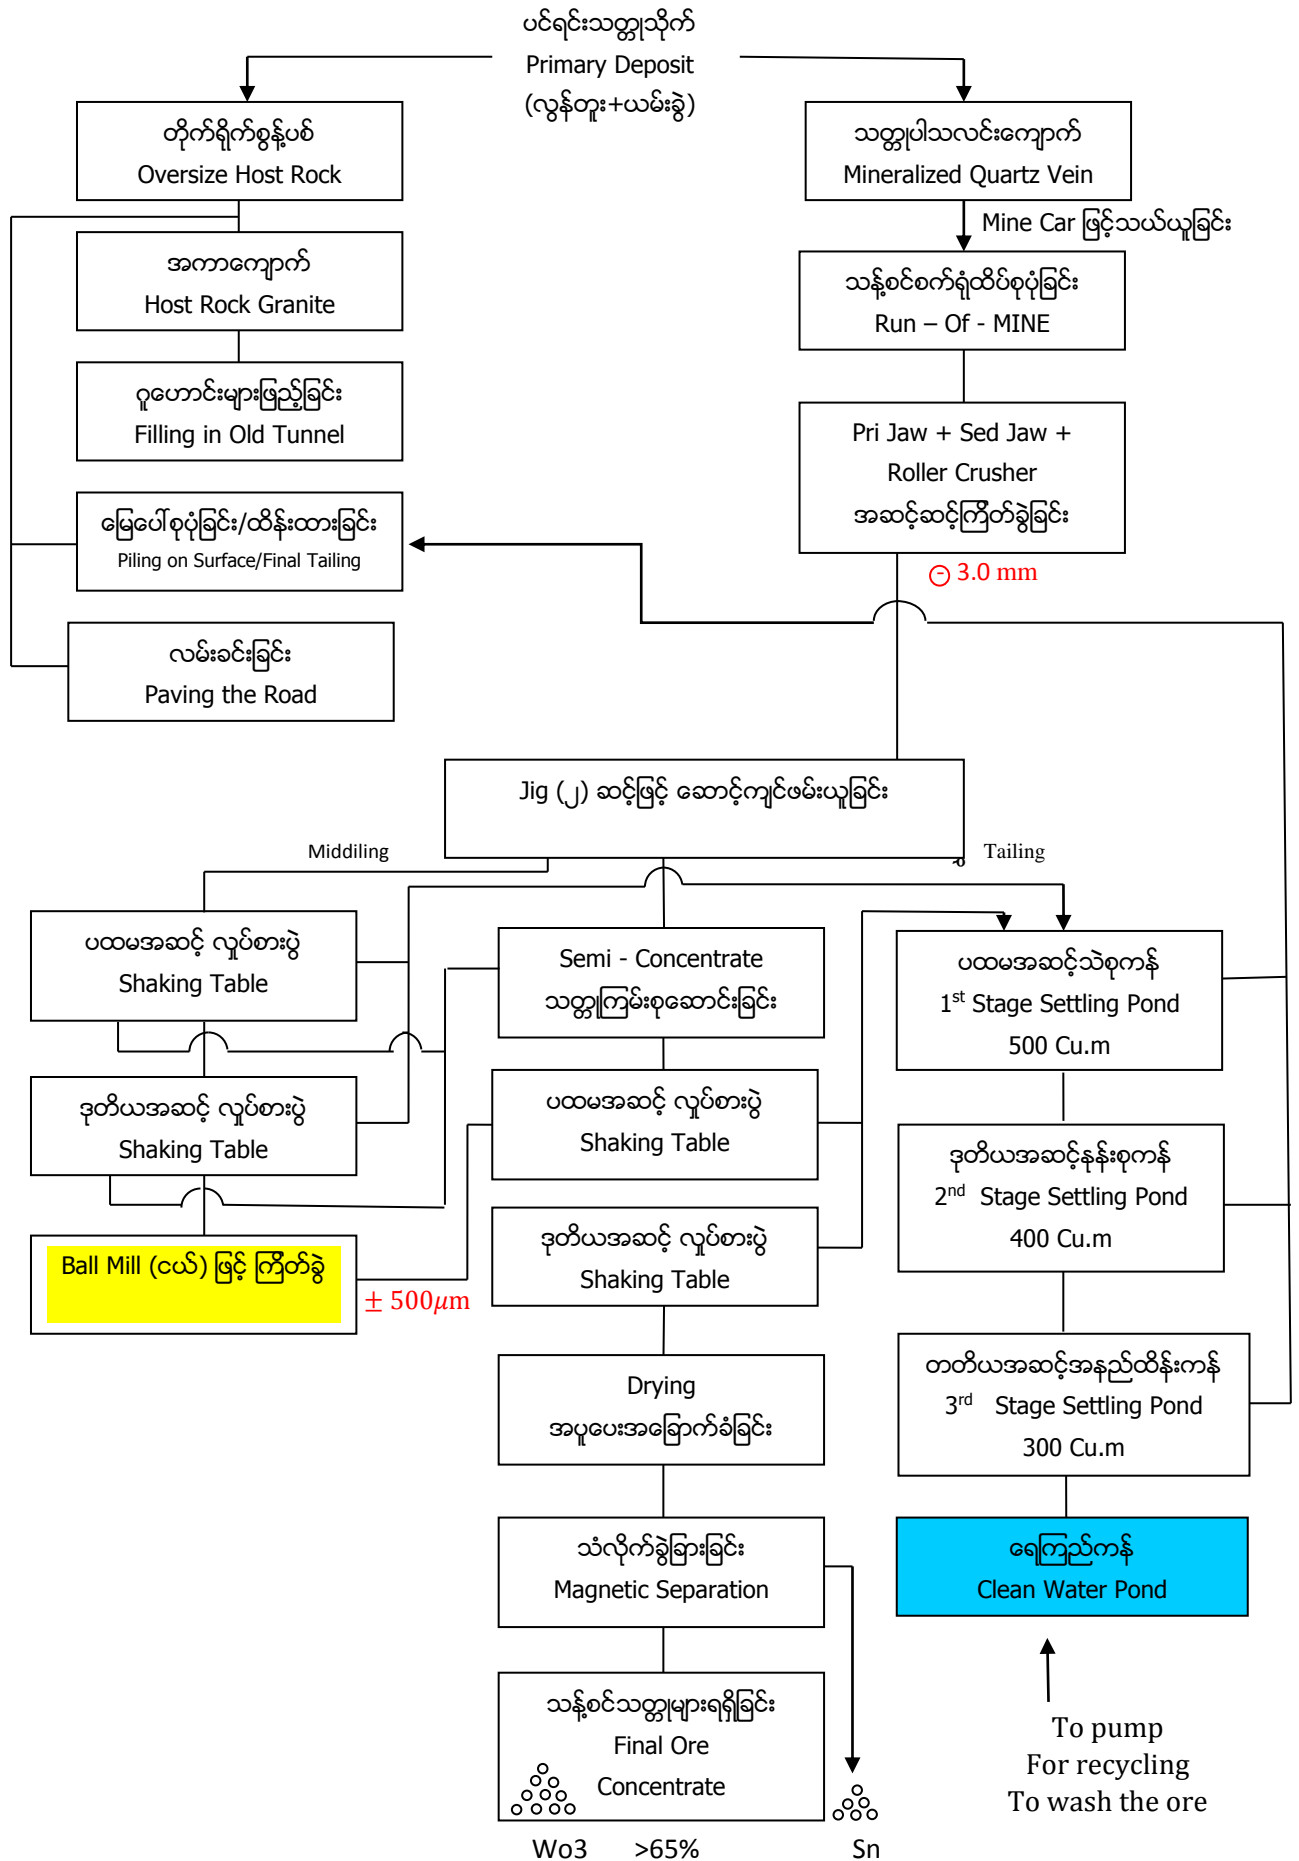 ပင်ရင်းသတ္တုသိုက်
Primary Deposit
(လွန်တူး+ယမ်းခွဲ)
တိုက်ရိုက်စွန့်ပစ်
Oversize Host Rock
သတ္တုပါသလင်းကျောက်
Mineralized Quartz Vein
Mine Car ဖြင့်သယ်ယူခြင်း
အကာကျောက်
Host Rock Granite
သန့်စင်စက်ရုံထိပ်စုပုံခြင်း
Run – Of - MINE
ဂူဟောင်းများဖြည့်ခြင်း
Filling in Old Tunnel
Pri Jaw + Sed Jaw +
Roller Crusher
အဆင့်ဆင့်ကြိတ်ခွဲခြင်း
မြေပေါ်စုပုံခြင်း/ထိန်းထားခြင်း
Piling on Surface/Final Tailing
- 3.0 mm
လမ်းခင်းခြင်း
Paving the Road
Jig (၂) ဆင့်ဖြင့် ဆောင့်ကျင်ဖမ်းယူခြင်း
Middiling
Tailing
ပထမအဆင့် လှုပ်စားပွဲ
Shaking Table
Semi - Concentrate
သတ္တုကြမ်းစုဆောင်းခြင်း
ပထမအဆင့်သဲစုကန်
1st Stage Settling Pond
500 Cu.m
ဒုတိယအဆင့် လှုပ်စားပွဲ
Shaking Table
ပထမအဆင့် လှုပ်စားပွဲ
Shaking Table
ဒုတိယအဆင့်နုန်းစုကန်
2nd Stage Settling Pond
400 Cu.m
Ball Mill (ငယ်) ဖြင့် ကြိတ်ခွဲ
± 500μm
ဒုတိယအဆင့် လှုပ်စားပွဲ
Shaking Table
တတိယအဆင့်အနည်ထိန်းကန်
3rd Stage Settling Pond
300 Cu.m
Drying
အပူပေးအခြောက်ခံခြင်း
သံလိုက်ခွဲခြားခြင်း
Magnetic Separation
ရေကြည်ကန်
Clean Water Pond
သန့်စင်သတ္တုများရရှိခြင်း
Final Ore
Concentrate
To pump
For recycling
To wash the ore
Wo3 >65%
Sn